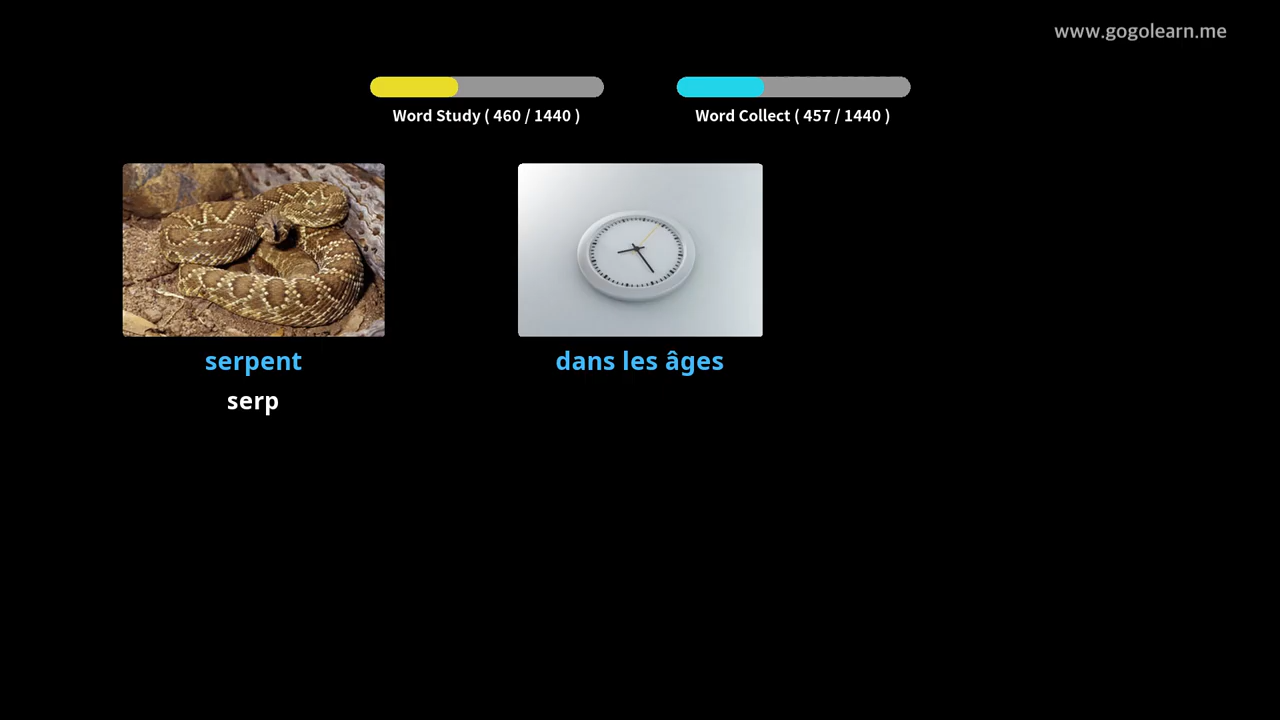 www.gogolearn.me
Word Study ( 460 / 1440 )
Word Collect ( 457 / 1440 )
serpent
dans les âges
serp